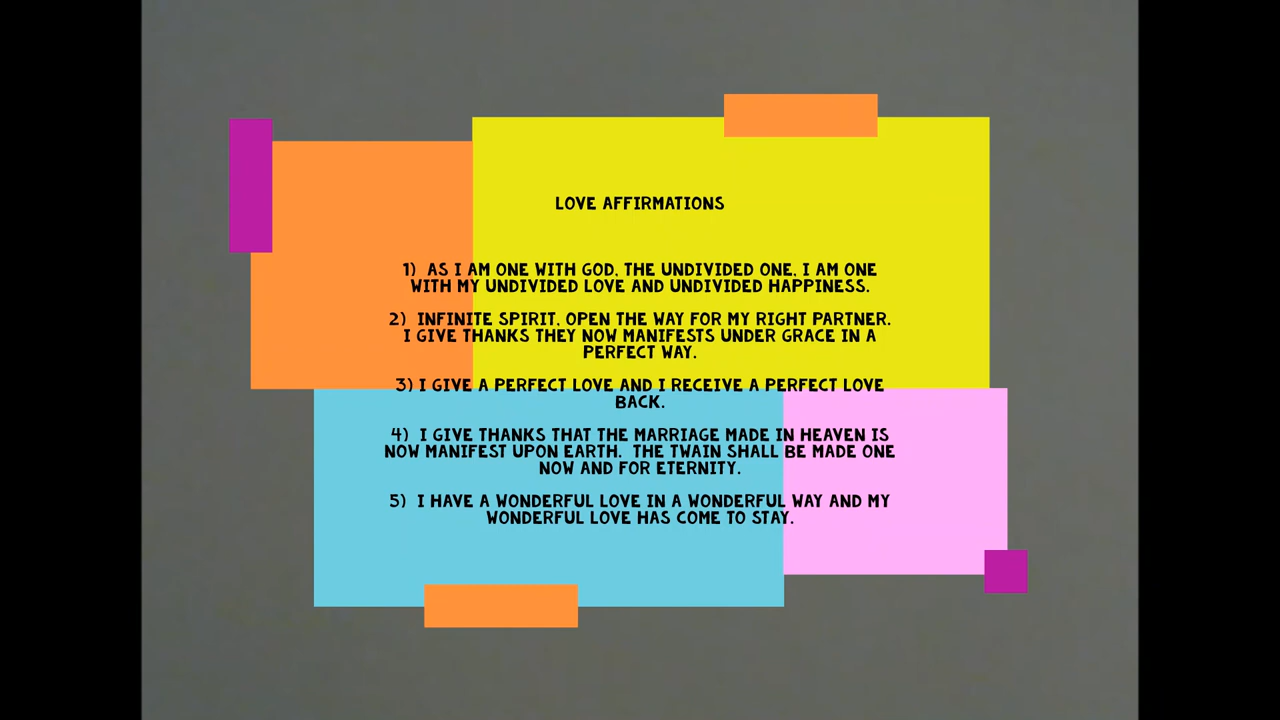 LOVE AFFIRMATIONS
1) AS I AM ONE WITH GOD, THE UNDIVIDED ONE, I AM ONE
WITH MY UNDIVIDED LOVE AND UNDIVIDED HAPPINESS.
2) INFINITE SPIRIT, OPEN THE WAY FOR MY RIGHT PARTNER.
I GIVE THANKS THEY NOW MANIFESTS UNDER GRACE IN A
PERFECT WAY.
3) I GIVE A PERFECT LOVE AND I RECEIVE A PERFECT LOVE
BACK.
4) I GIVE THANKS THAT THE MARRIAGE MADE IN HEAVEN IS
NOW MANIFEST UPON EARTH. THE TWAIN SHALL BE MADE ONE
NOW AND FOR ETERNITY.
5) I HAVE A WONDERFUL LOVE IN A WONDERFUL WAY AND MY
WONDERFUL LOVE HAS COME TO STAY.